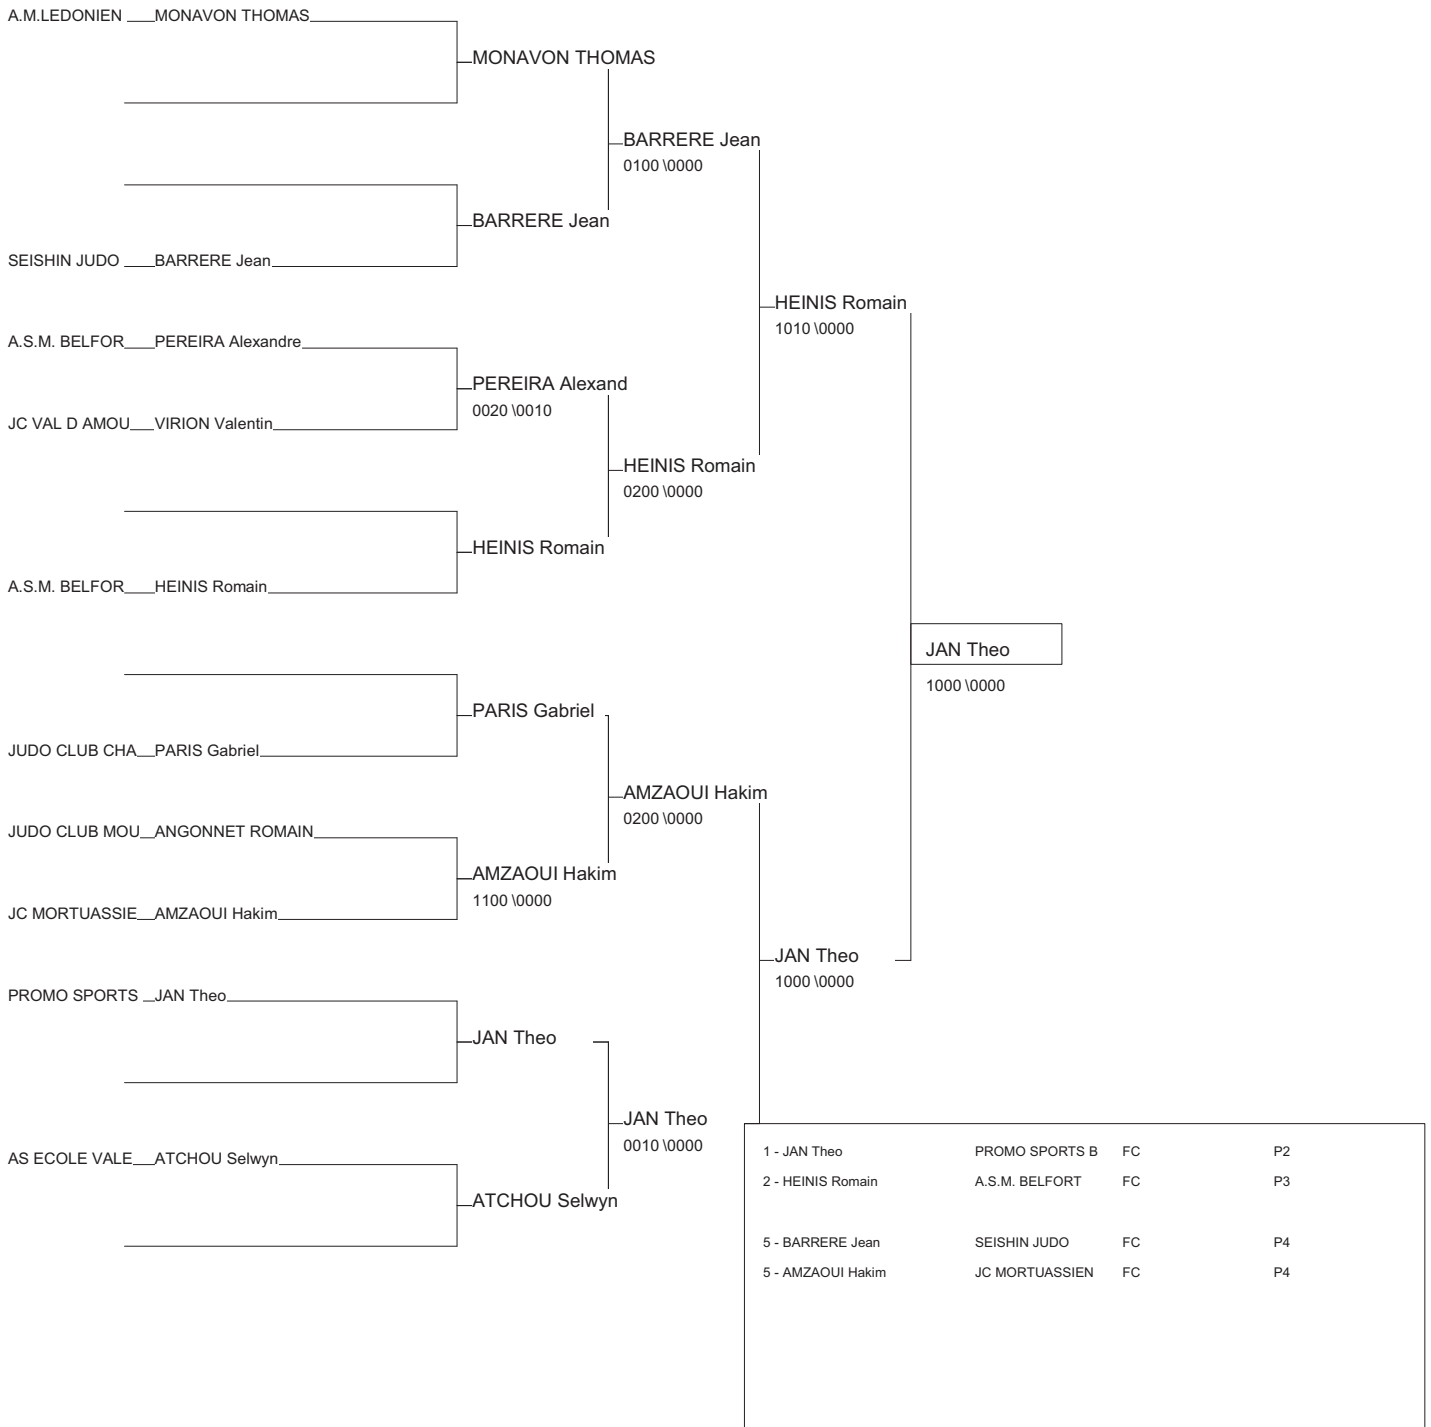 A.M.LEDONIEN MONAVON THOMAS
MONAVON THOMAS
BARRERE Jean
0100 \0000
BARRERE Jean
SEISHIN JUDO BARRERE Jean
HEINIS Romain
1010 \0000
A.S.M. BELFOR PEREIRA Alexandre
PEREIRA Alexand
0020 \0010
JC VAL D AMOU VIRION Valentin
HEINIS Romain
0200 \0000
HEINIS Romain
A.S.M. BELFOR HEINIS Romain
JAN Theo
1000 \0000
PARIS Gabriel
JUDO CLUB CHA PARIS Gabriel
AMZAOUI Hakim
0200 \0000
JUDO CLUB MOU ANGONNET ROMAIN
AMZAOUI Hakim
1100 \0000
JC MORTUASSIE AMZAOUI Hakim
JAN Theo
1000 \0000
PROMO SPORTS JAN Theo
JAN Theo
JAN Theo
0010 \0000
AS ECOLE VALE ATCHOU Selwyn
ATCHOU Selwyn
1 - JAN Theo PROMO SPORTS B FC P2
2 - HEINIS Romain A.S.M. BELFORT FC P3
5 - BARRERE Jean SEISHIN JUDO FC P4
5 - AMZAOUI Hakim JC MORTUASSIEN FC P4